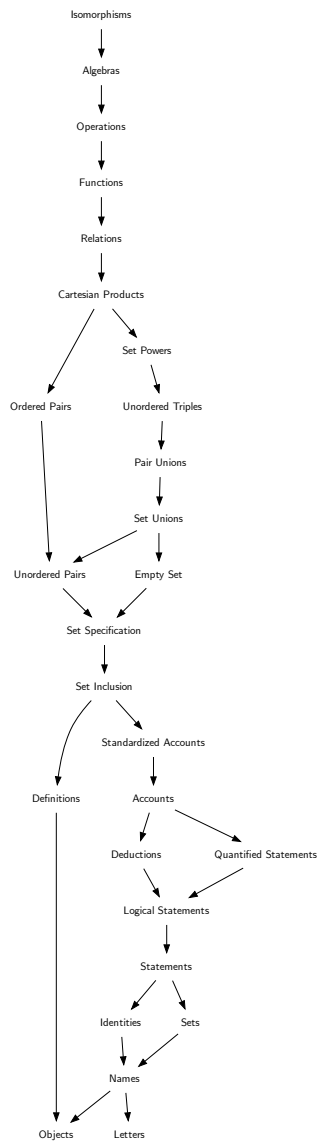 Isomorphisms
Algebras
Operations
Functions
Relations
Cartesian Products
Set Powers
Ordered Pairs
Unordered Triples
Pair Unions
Set Unions
Unordered Pairs
Empty Set
Set Specification
Set Inclusion
Standardized Accounts
Definitions
Accounts
Deductions
Quantified Statements
Logical Statements
Statements
Identities
Sets
Names
Objects
Letters